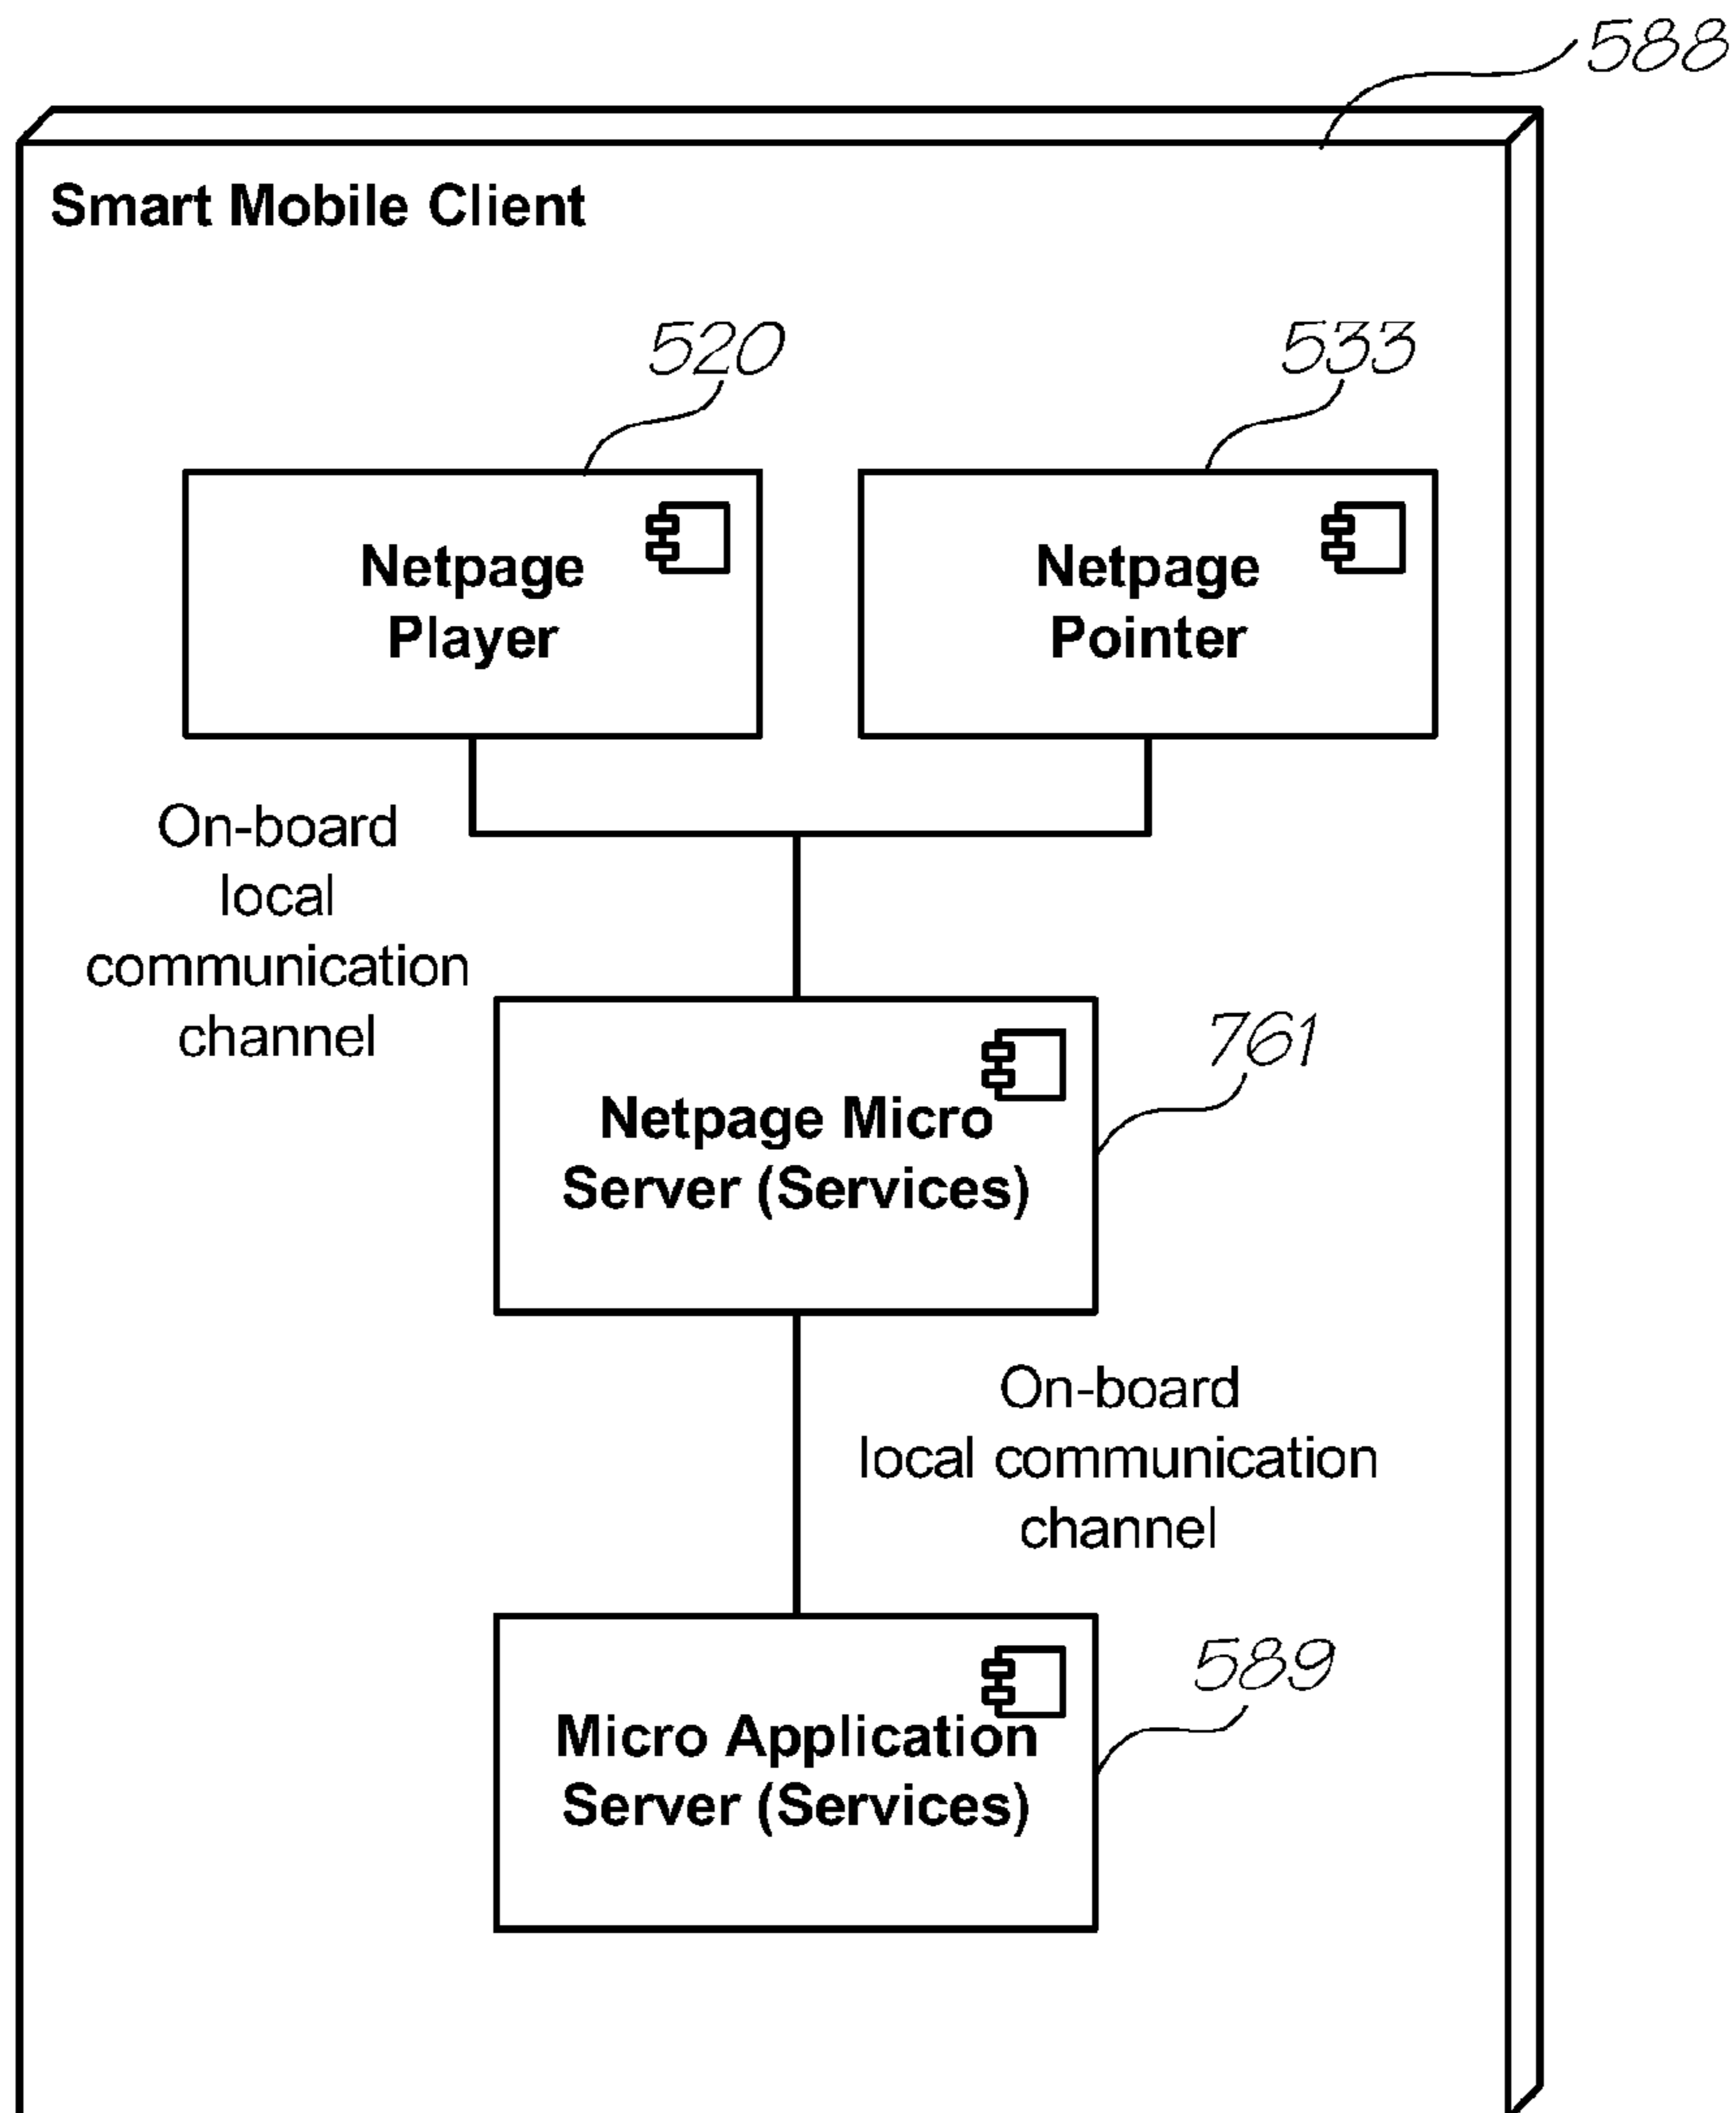 588
Smart Mobile Client
520
533
Netpage
Player
Netpage
Pointer
On-board
local
communication
channel
761
Netpage Micro
Server (Services)
On-board
local communication
channel
589
Micro Application
Server (Services)